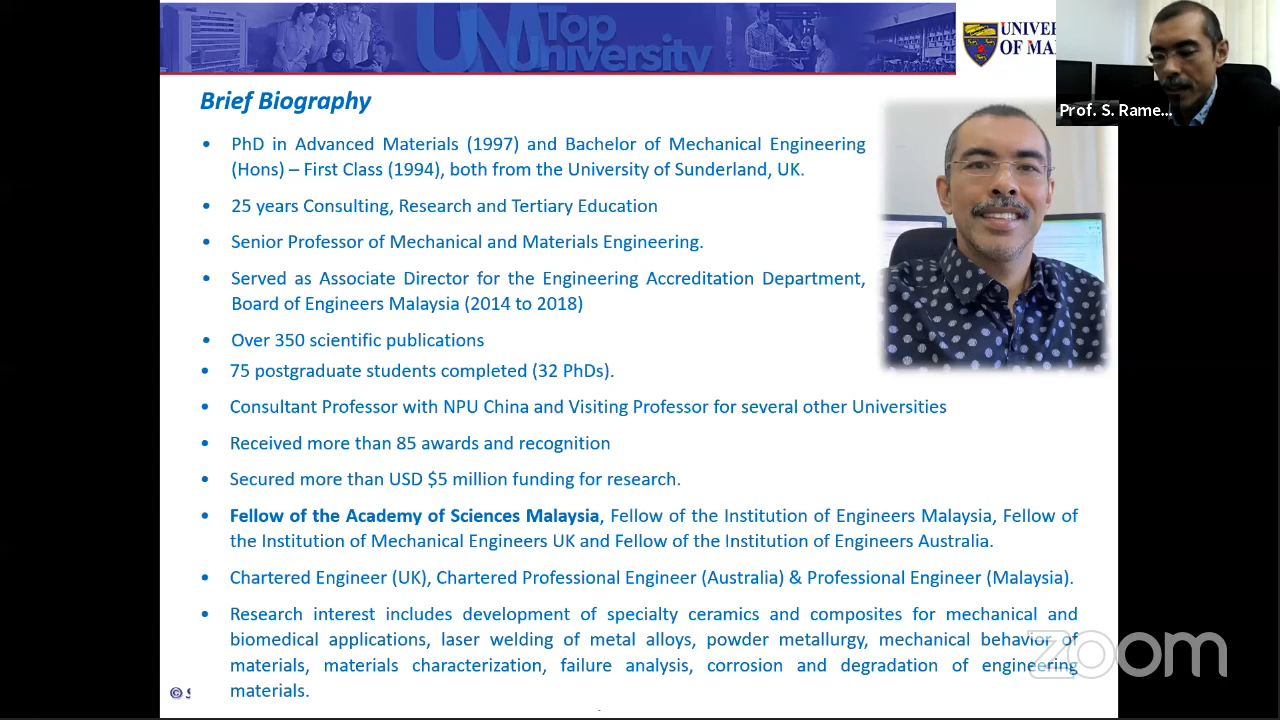 UM Top
University
UNIVER
OF MA
Prof. S. Rame...
Brief Biography
• PhD in Advanced Materials (1997) and Bachelor of Mechanical Engineering
(Hons) – First Class (1994), both from the University of Sunderland, UK.
• 25 years Consulting, Research and Tertiary Education
• Senior Professor of Mechanical and Materials Engineering.
• Served as Associate Director for the Engineering Accreditation Department,
Board of Engineers Malaysia (2014 to 2018)
• Over 350 scientific publications
• 75 postgraduate students completed (32 PhDs).
• Consultant Professor with NPU China and Visiting Professor for several other Universities
• Received more than 85 awards and recognition
• Secured more than USD $5 million funding for research.
• Fellow of the Academy of Sciences Malaysia, Fellow of the Institution of Engineers Malaysia, Fellow of
the Institution of Mechanical Engineers UK and Fellow of the Institution of Engineers Australia.
• Chartered Engineer (UK), Chartered Professional Engineer (Australia) & Professional Engineer (Malaysia).
• Research interest includes development of specialty ceramics and composites for mechanical and
biomedical applications, laser welding of metal alloys, powder metallurgy, mechanical behavior of
materials, materials characterization, failure analysis, corrosion and degradation of engineering
materials.
zoom
©